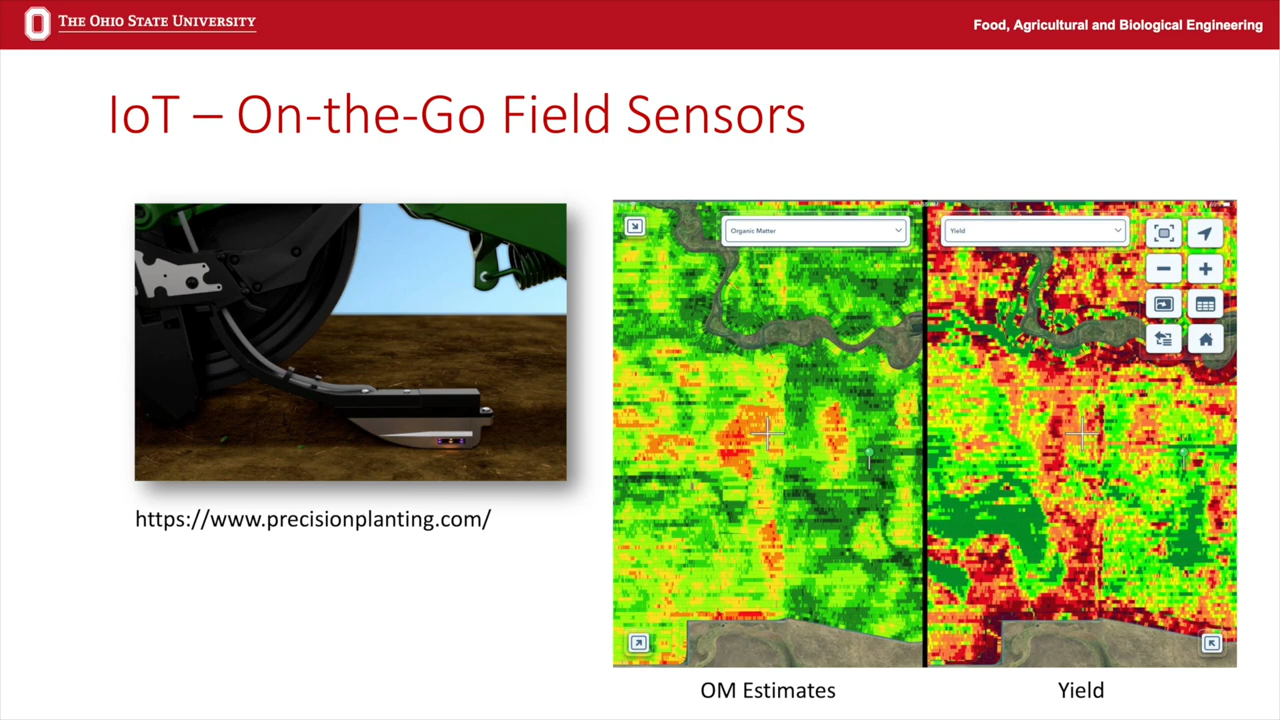 THE OHIO STATE UNIVERSITY
Food, Agricultural and Biological Engineering
IoT – On-the-Go Field Sensors
Organic Matter
Yield
https://www.precisionplanting.com/
OM Estimates
Yield